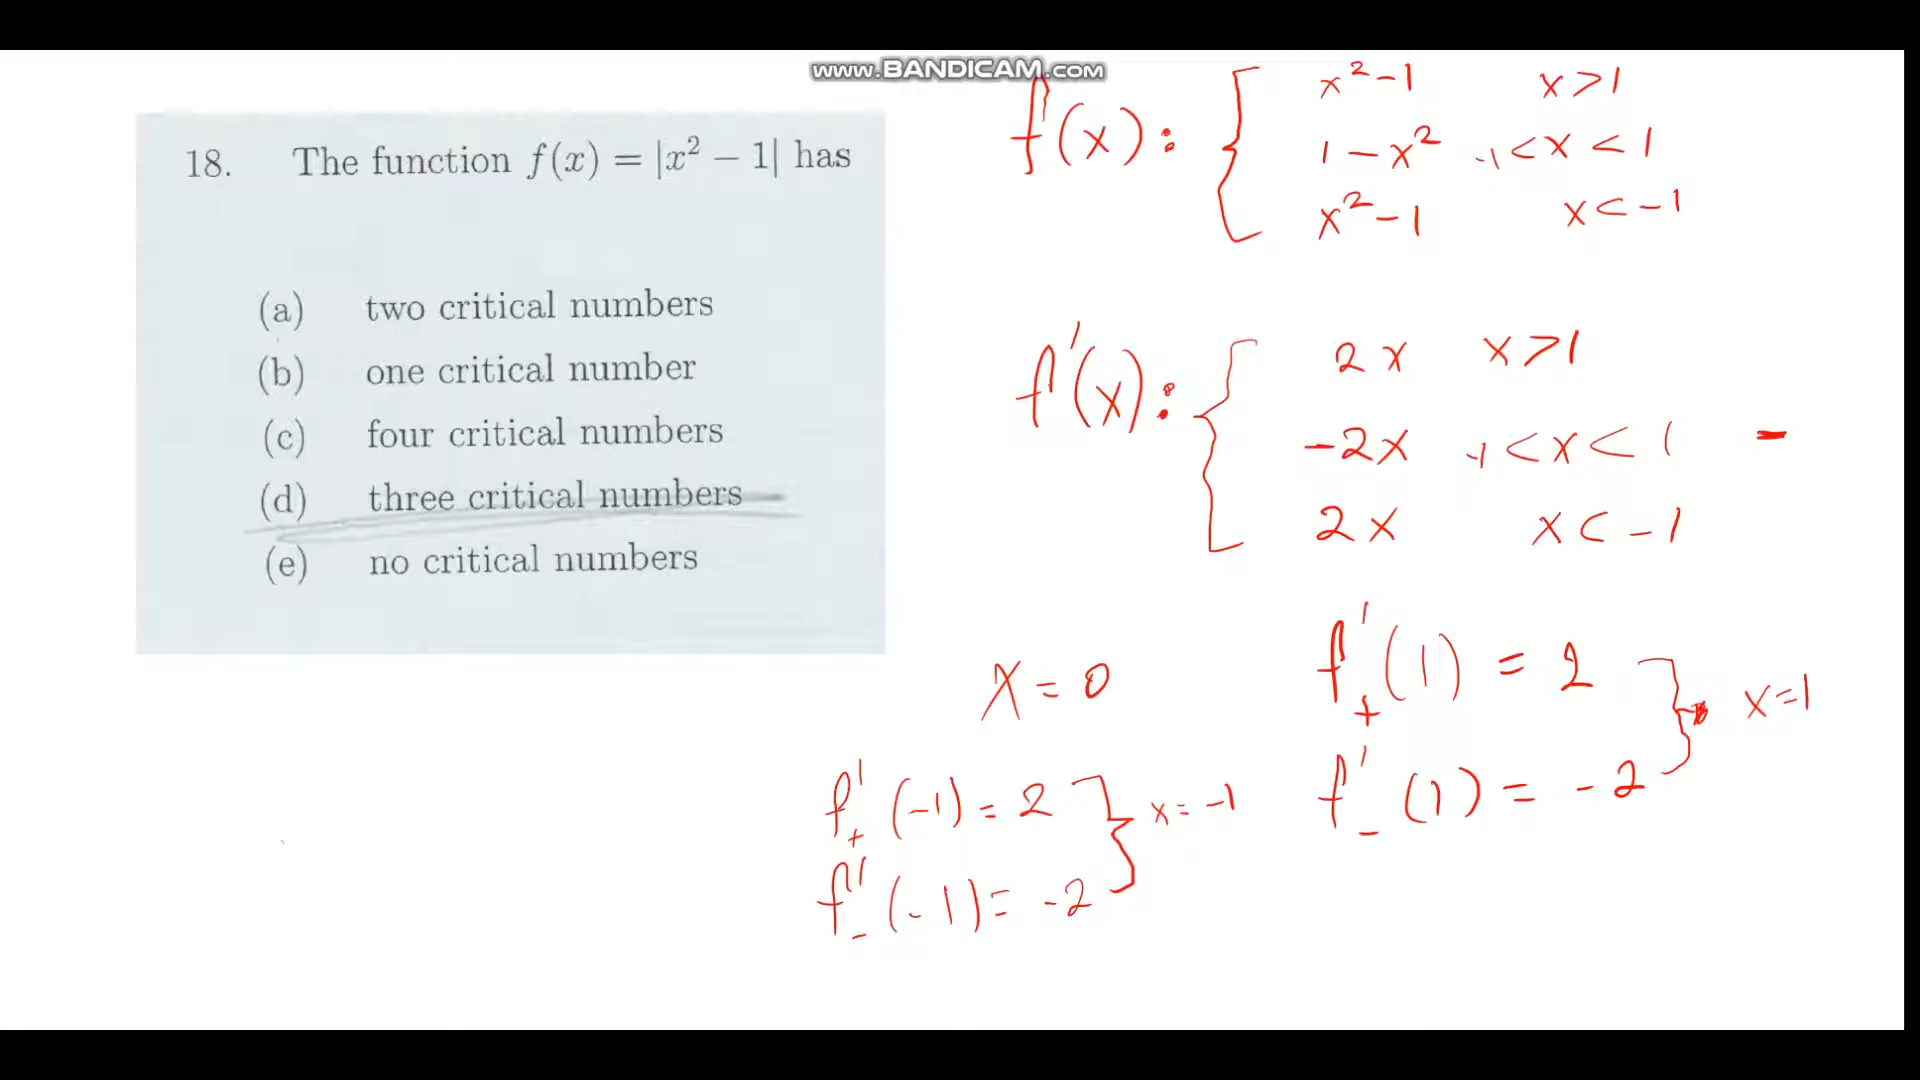 www.BANDICAM.com
18. The function f(x) = |x² − 1| has
(a) two critical numbers
(b) one critical number
(c) four critical numbers
(d) three critical numbers
(e) no critical numbers
f(x): { x²−1 x>1
1−x² -1<x<1
x²−1 x<−1
f'(x): { 2x x>1
−2x -1<x<1 -
2x x<−1
x = 0
f'₊(1) = 2
f'₋(1) = -2 } x=1
f'₊(−1) = 2
f'₋(-1) = -2 } x=-1